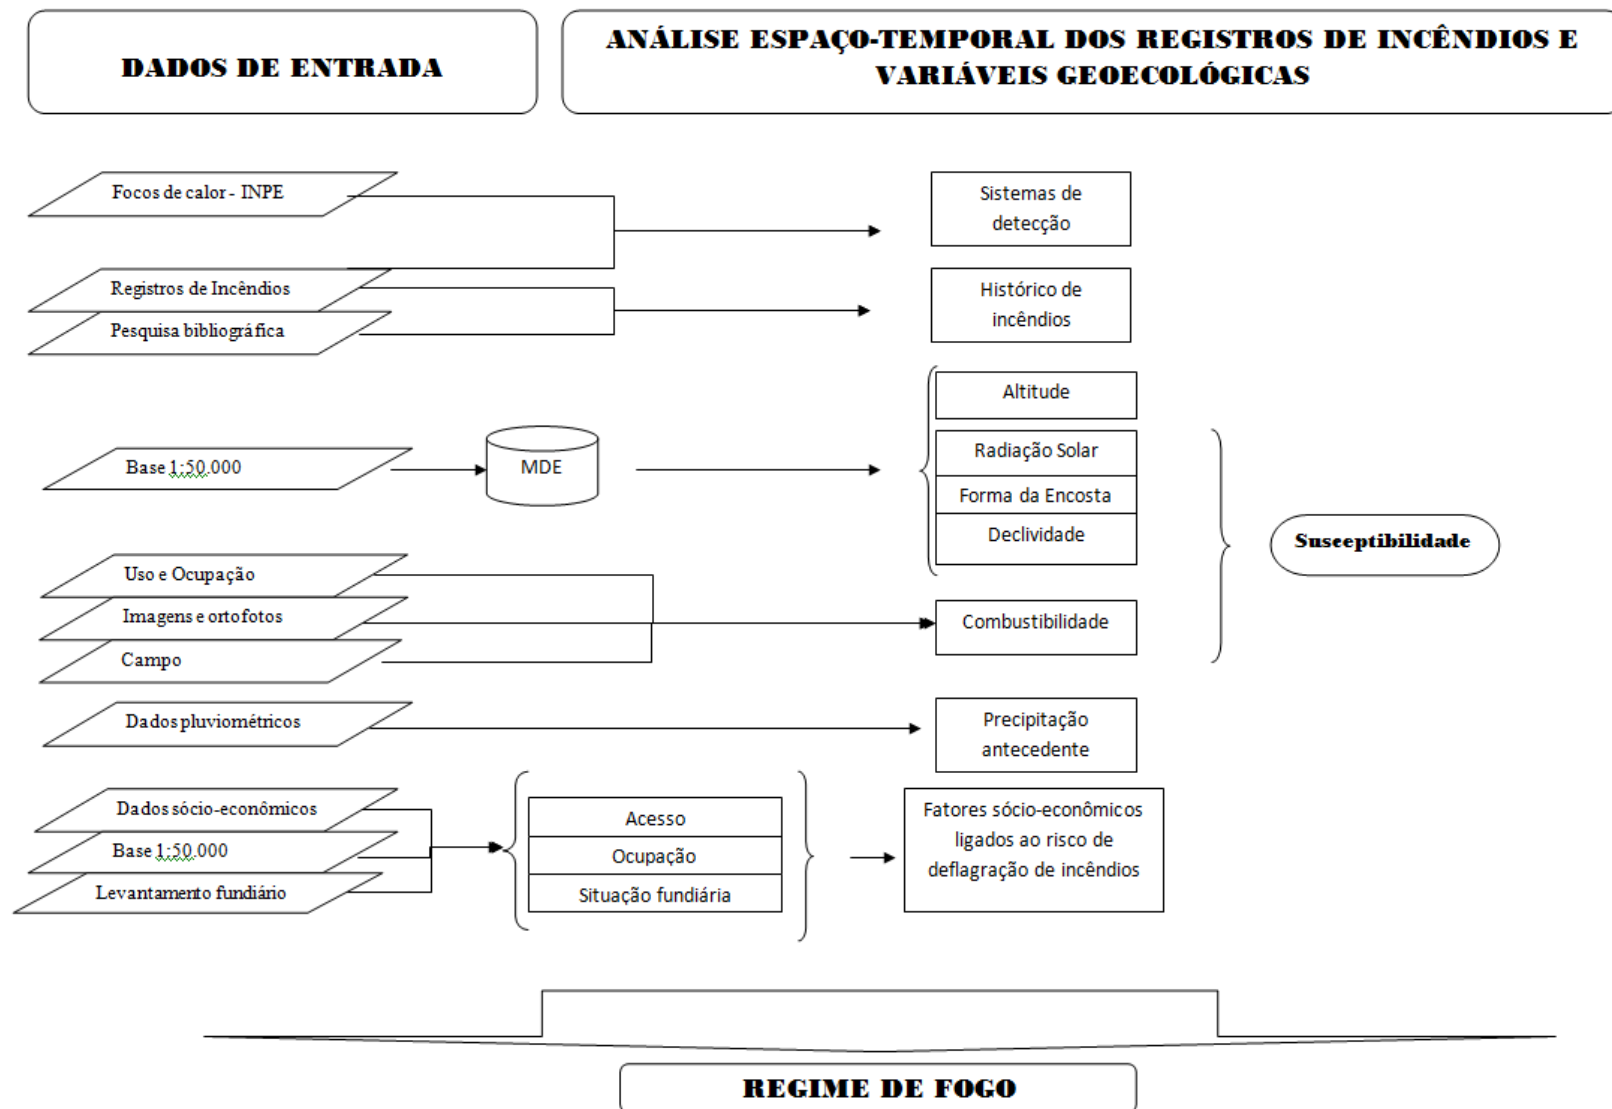 DADOS DE ENTRADA
ANÁLISE ESPAÇO-TEMPORAL DOS REGISTROS DE INCÊNDIOS E
VARIÁVEIS GEOECOLÓGICAS
Focos de calor - INPE
Sistemas de
detecção
Registros de Incêndios
Pesquisa bibliográfica
Histórico de
incêndios
Base 1:50.000
MDE
Altitude
Radiação Solar
Forma da Encosta
Declividade
Susceptibilidade
Uso e Ocupação
Imagens e ortofotos
Campo
Combustibilidade
Dados pluviométricos
Precipitação
antecedente
Dados sócio-econômicos
Base 1:50.000
Levantamento fundiário
Acesso
Ocupação
Situação fundiária
Fatores sócio-econômicos
ligados ao risco de
deflagração de incêndios
REGIME DE FOGO